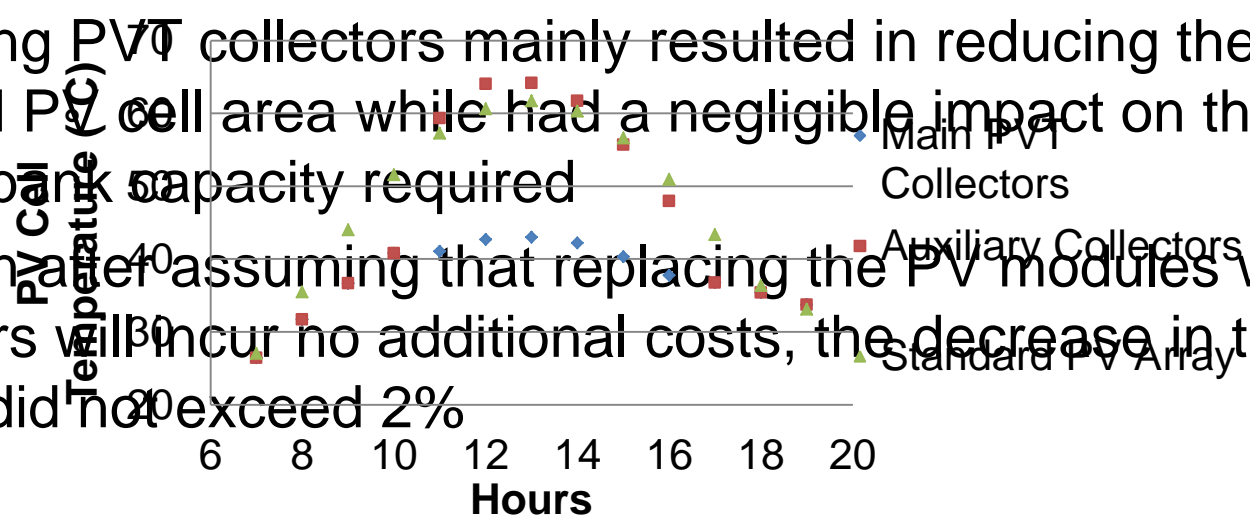 ng PV/T collectors mainly resulted in reducing the
PV cell area while had a negligible impact on th
bank capacity required
after assuming that replacing the PV modules
rs will incur no additional costs, the decrease in t
did not exceed 2%
PV Cell
Temperature (°C)
70
60
50
40
30
20
6 8 10 12 14 16 18 20
Hours
Main PVT
Collectors
Auxiliary Collectors
Standard PV Array